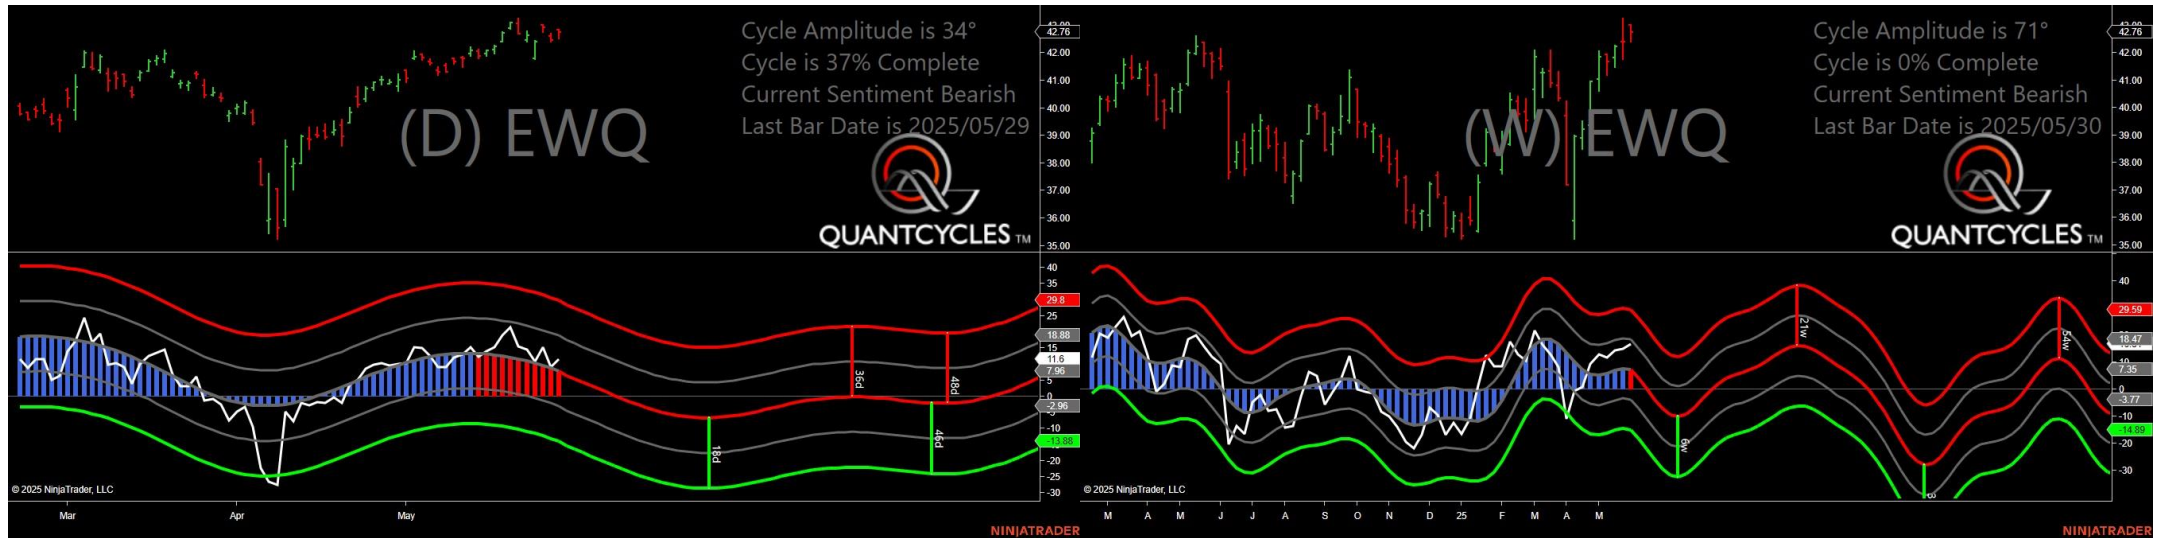 Cycle Amplitude is 34°
Cycle is 37% Complete
Current Sentiment Bearish
Last Bar Date is 2025/05/29
(D) EWQ
QUANTCYCLES TM
42.76
42.00
41.00
40.00
39.00
38.00
37.00
36.00
35.00
40
35
29.8
25
18.88
15
11.6
7.96
5
0
-2.96
-10
-13.88
-20
-25
-30
36d
48d
18d
46d
© 2025 NinjaTrader, LLC
Mar
Apr
May
NINJATRADER
Cycle Amplitude is 71°
Cycle is 0% Complete
Current Sentiment Bearish
Last Bar Date is 2025/05/30
(W) EWQ
QUANTCYCLES TM
42.76
42.00
41.00
40.00
39.00
38.00
37.00
36.00
35.00
40
29.59
18.47
7.35
0
-3.77
-10
-14.89
-20
-30
21w
54w
6w
© 2025 NinjaTrader, LLC
M A M J J A S O N D 25 F M A M
NINJATRADER